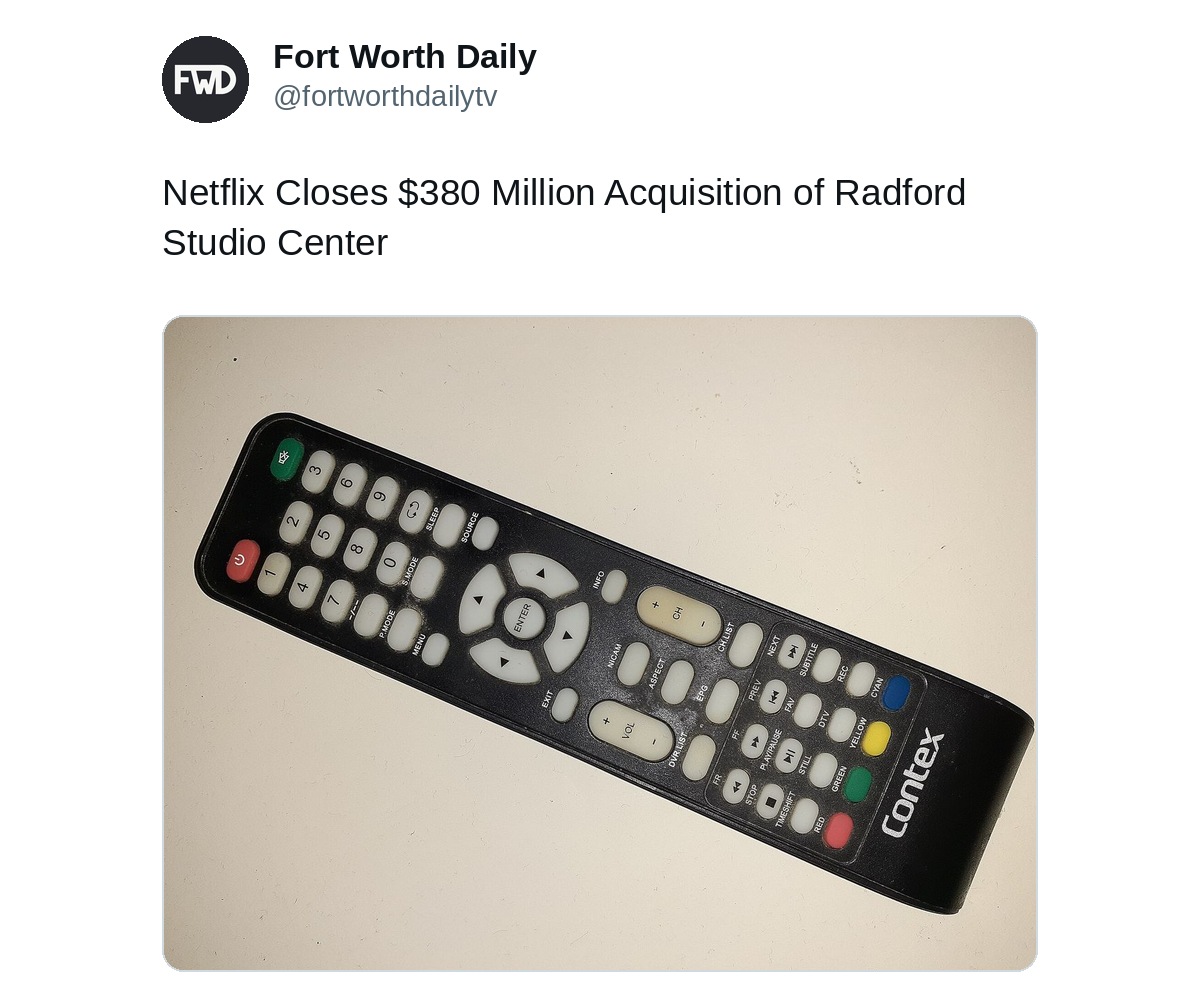 FWD
Fort Worth Daily
@fortworthdailytv
Netflix Closes $380 Million Acquisition of Radford
Studio Center
3
6
9
SLEEP
SOURCE
2
5
8
0
S.MODE
1
4
7
-/--
P.MODE
MENU
ENTER
INFO
EXIT
+ CH -
CH.LIST
NICAM
ASPECT
EPG
+ VOL -
DVR.LIST
NEXT
SUBTITLE
REC
CYAN
PREV
FAV
DTV
YELLOW
FF
PLAY/PAUSE
STILL
GREEN
FR
STOP
TIMESHIFT
RED
Contex